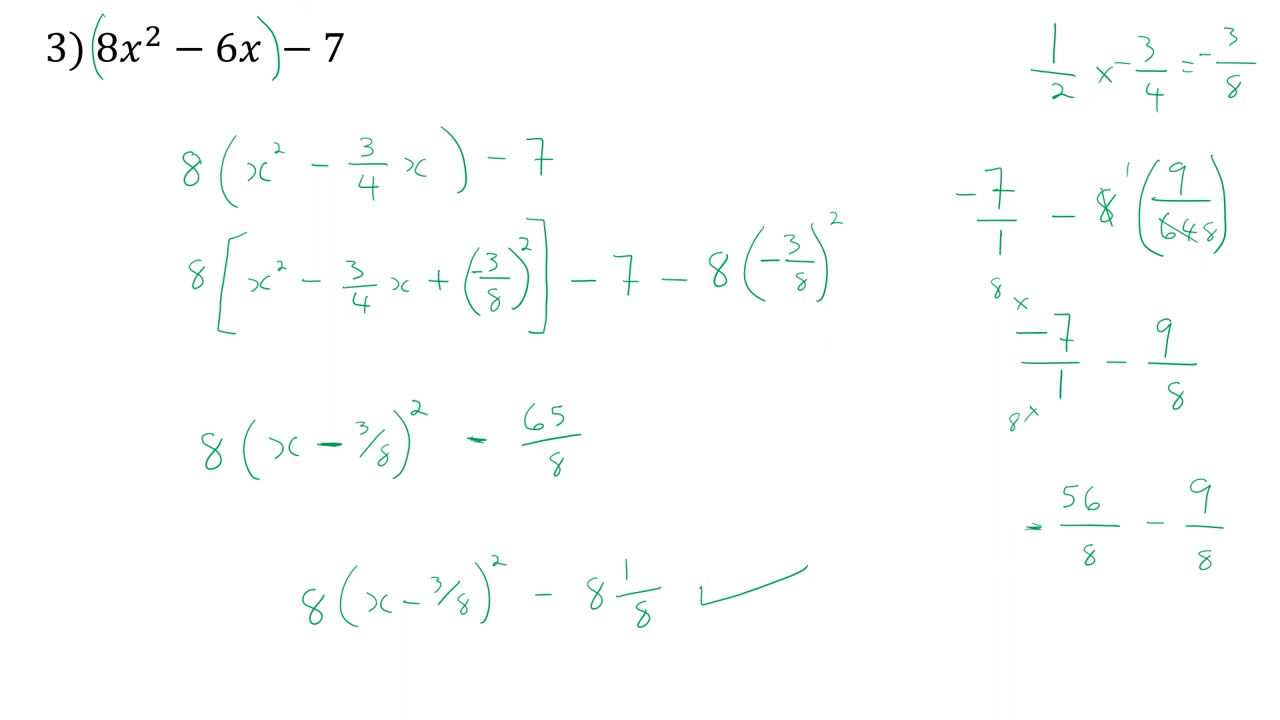 3) (8x² − 6x) − 7
8(x² − 3/4 x) − 7
8[x² − 3/4 x + (−3/8)²] − 7 − 8(−3/8)²
8(x − 3/8)² − 65/8
8(x − 3/8)² − 8 1/8 ✓
1/2 × −3/4 = −3/8
−7/1 − 8 1 (9/64 8)
8×
−7/1 − 9/8
8×
− 56/8 − 9/8